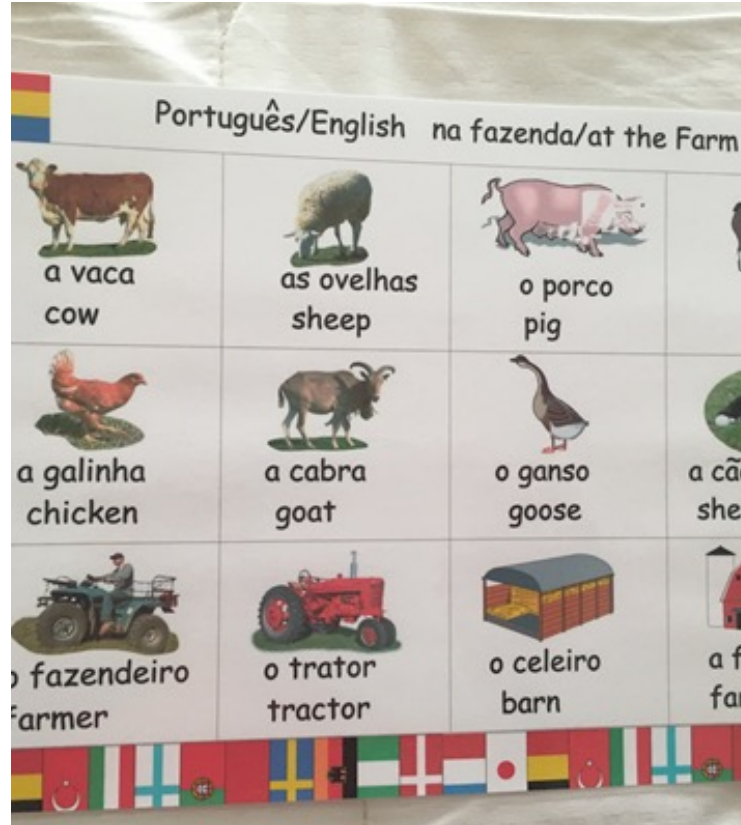 Português/English na fazenda/at the Farm
a vaca
cow
as ovelhas
sheep
o porco
pig
a galinha
chicken
a cabra
goat
o ganso
goose
a
o fazendeiro
farmer
o trator
tractor
o celeiro
barn
a